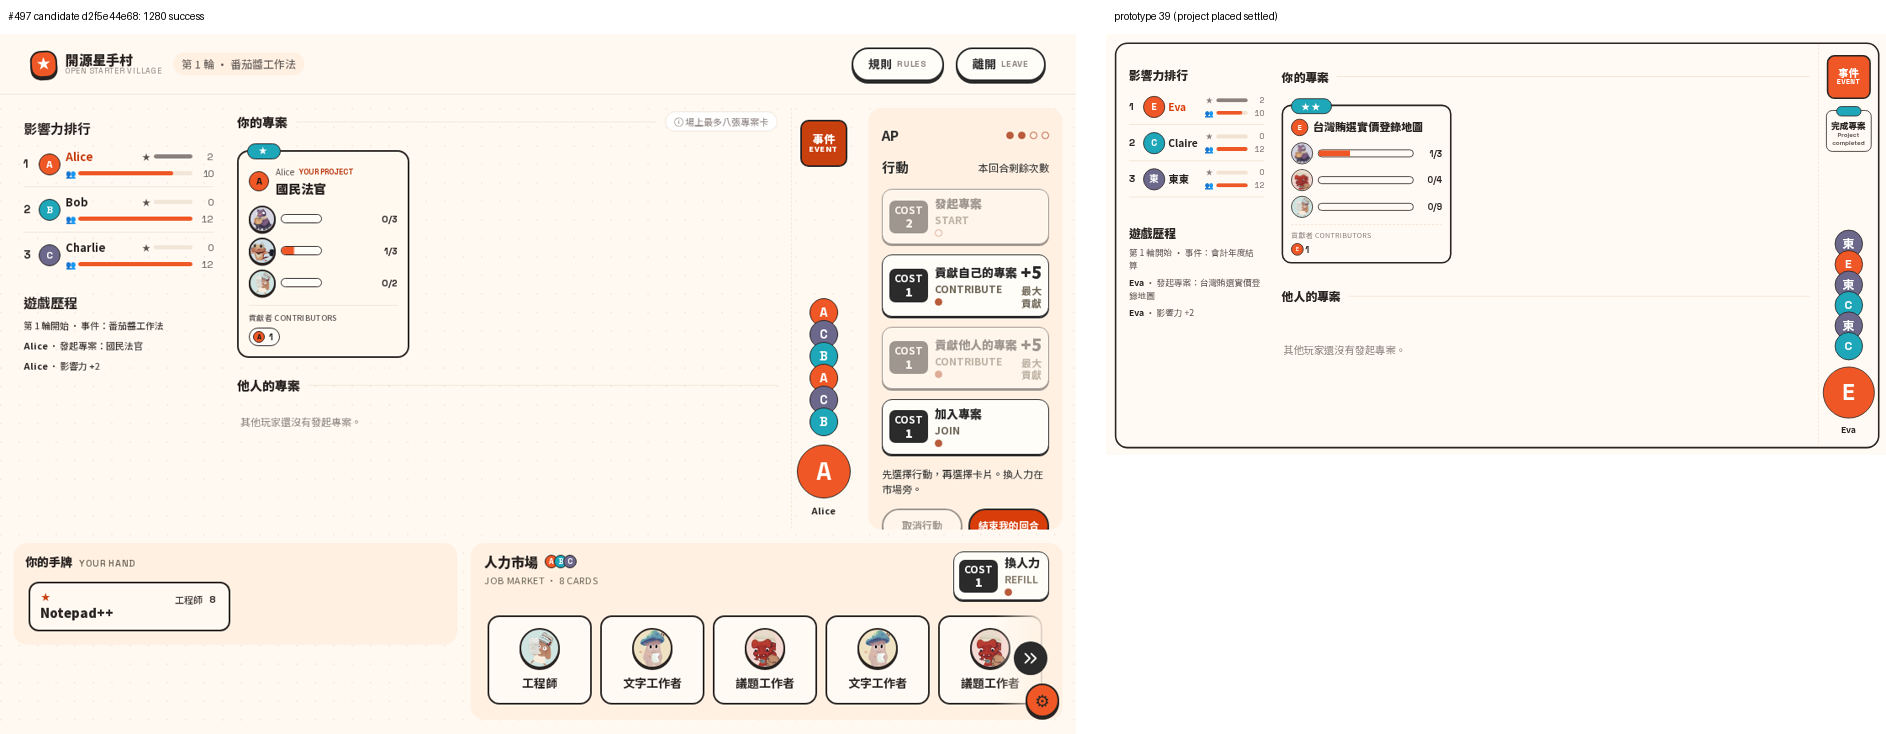 #497 candidate d2f5e44e68: 1280 success
開源星手村
OPEN STARTER VILLAGE
第 1 輪 · 番茄醬工作法
規則 RULES
離開 LEAVE
影響力排行
1 A Alice ★ 2
10
2 B Bob ★ 0
12
3 C Charlie ★ 0
12
遊戲歷程
第 1 輪開始 · 事件：番茄醬工作法
Alice · 發起專案：國民法官
Alice · 影響力 +2
你的專案
場上最多八張專案卡
★
A Alice YOUR PROJECT
國民法官
0/3
1/3
0/2
貢獻者 CONTRIBUTORS
A 1
他人的專案
其他玩家還沒有發起專案。
事件
EVENT
A
C
B
A
C
B
A
Alice
AP
行動 本回合剩餘次數
COST 2
發起專案
START
COST 1
貢獻自己的專案 +5
CONTRIBUTE 最大貢獻
COST 1
貢獻他人的專案 +5
CONTRIBUTE 最大貢獻
COST 1
加入專案
JOIN
先選擇行動，再選擇卡片。換人力在
市場旁。
取消行動 結束我的回合
你的手牌 YOUR HAND
★
Notepad++ 工程師 8
人力市場 A B C
JOB MARKET · 8 CARDS
COST 1
換人力
REFILL
工程師
文字工作者
議題工作者
文字工作者
議題工作者
prototype 39 (project placed settled)
影響力排行
1 E Eva ★ 2
10
2 C Claire ★ 0
12
3 東 東東 ★ 0
12
遊戲歷程
第 1 輪開始 · 事件：會計年度結
算
Eva · 發起專案：台灣賄選實價登
錄地圖
Eva · 影響力 +2
你的專案
★★
E 台灣賄選實價登錄地圖
1/3
0/4
0/9
貢獻者 CONTRIBUTORS
E 1
他人的專案
其他玩家還沒有發起專案。
事件
EVENT
完成專案
Project
completed
東
E
東
C
東
C
E
Eva